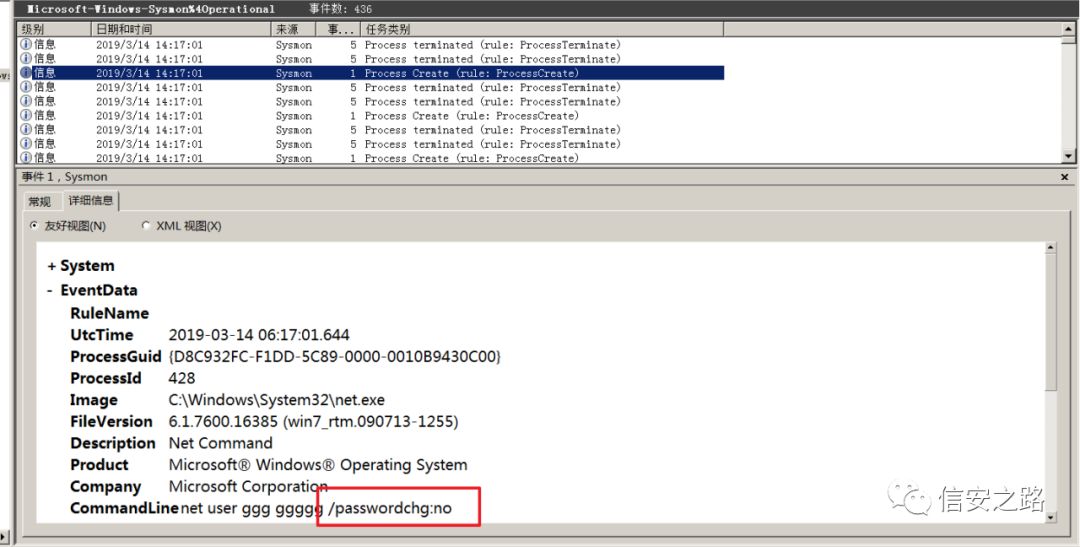 Microsoft-Windows-Sysmon%4Operational 事件数: 436
级别 日期和时间 来源 事... 任务类别
信息 2019/3/14 14:17:01 Sysmon 5 Process terminated (rule: ProcessTerminate)
信息 2019/3/14 14:17:01 Sysmon 5 Process terminated (rule: ProcessTerminate)
信息 2019/3/14 14:17:01 Sysmon 1 Process Create (rule: ProcessCreate)
信息 2019/3/14 14:17:01 Sysmon 5 Process terminated (rule: ProcessTerminate)
信息 2019/3/14 14:17:01 Sysmon 5 Process terminated (rule: ProcessTerminate)
信息 2019/3/14 14:17:01 Sysmon 1 Process Create (rule: ProcessCreate)
信息 2019/3/14 14:17:01 Sysmon 5 Process terminated (rule: ProcessTerminate)
信息 2019/3/14 14:17:01 Sysmon 5 Process terminated (rule: ProcessTerminate)
信息 2019/3/14 14:17:01 Sysmon 1 Process Create (rule: ProcessCreate)
事件 1，Sysmon
常规 详细信息
友好视图(N) XML 视图(X)
+ System
- EventData
RuleName
UtcTime 2019-03-14 06:17:01.644
ProcessGuid {D8C932FC-F1DD-5C89-0000-0010B9430C00}
ProcessId 428
Image C:\Windows\System32\net.exe
FileVersion 6.1.7600.16385 (win7_rtm.090713-1255)
Description Net Command
Product Microsoft® Windows® Operating System
Company Microsoft Corporation
CommandLine net user ggg ggggg /passwordchg:no
信安之路